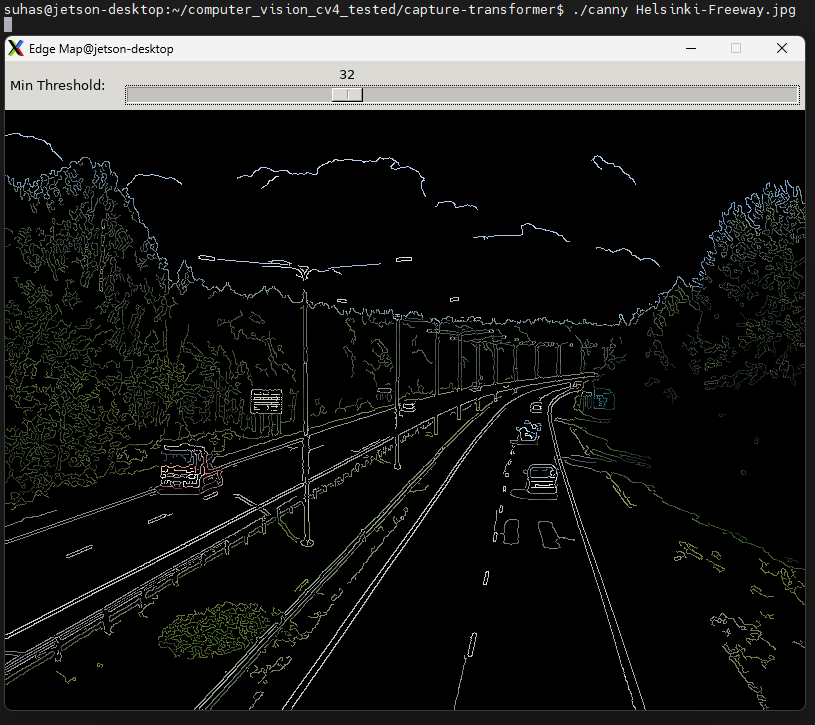 suhas@jetson-desktop:~/computer_vision_cv4_tested/capture-transformer$ ./canny Helsinki-Freeway.jpg
Edge Map@jetson-desktop
32
Min Threshold: